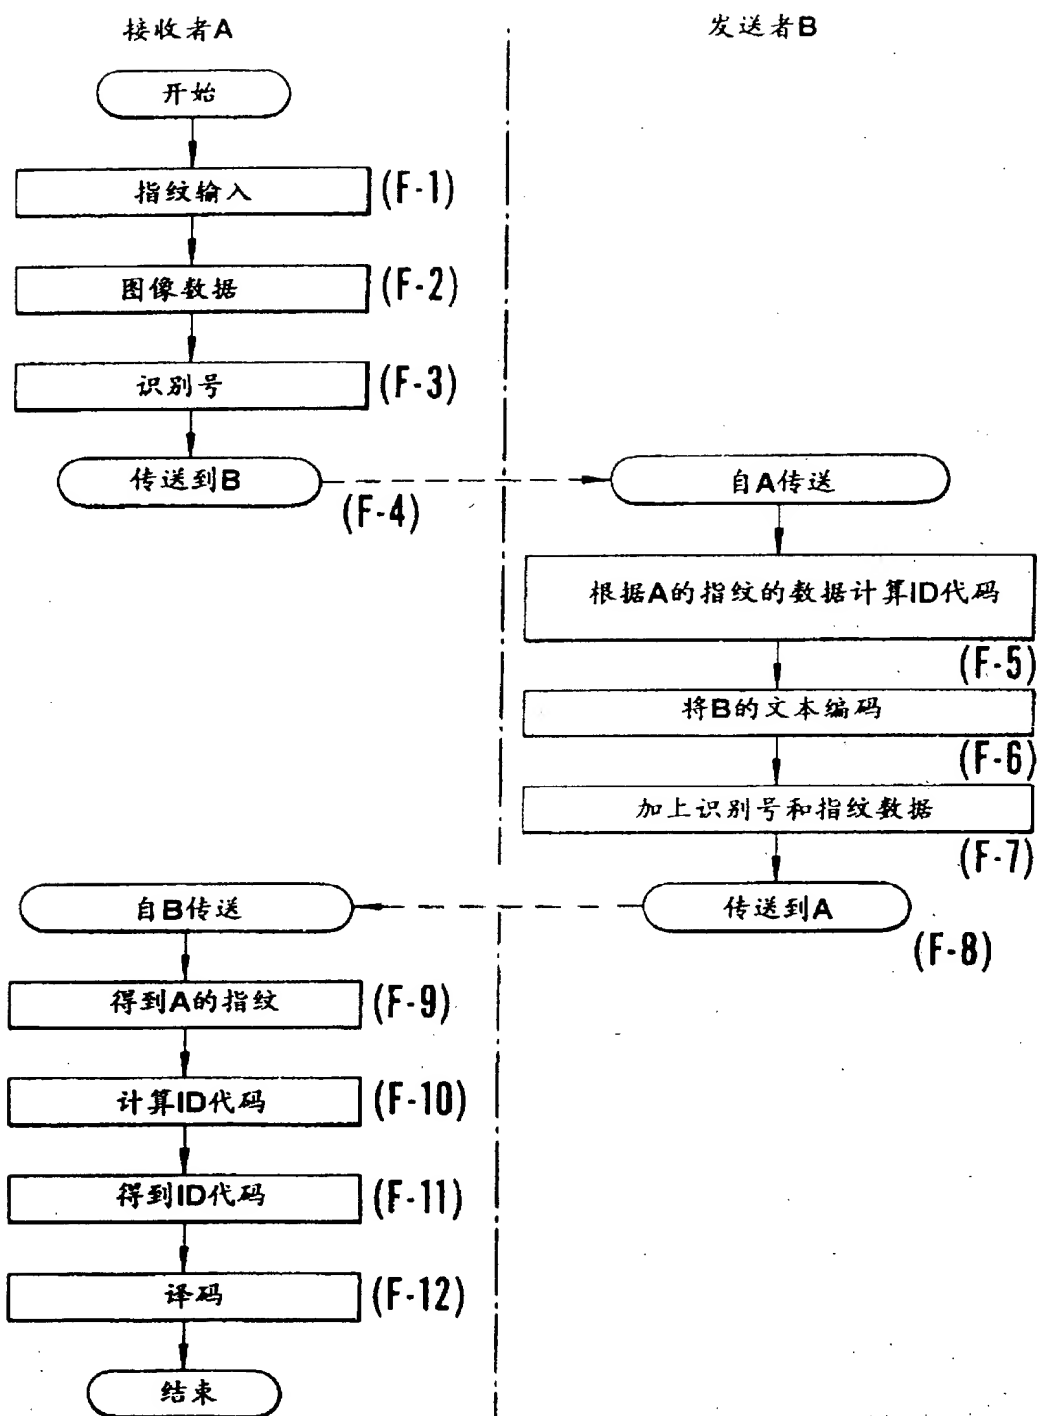 接收者A
发送者B
开始
指纹输入
(F-1)
图像数据
(F-2)
识别号
(F-3)
传送到B
(F-4)
自A传送
根据A的指纹的数据计算ID代码
(F-5)
将B的文本编码
(F-6)
加上识别号和指纹数据
(F-7)
传送到A
(F-8)
自B传送
得到A的指纹
(F-9)
计算ID代码
(F-10)
得到ID代码
(F-11)
译码
(F-12)
结束